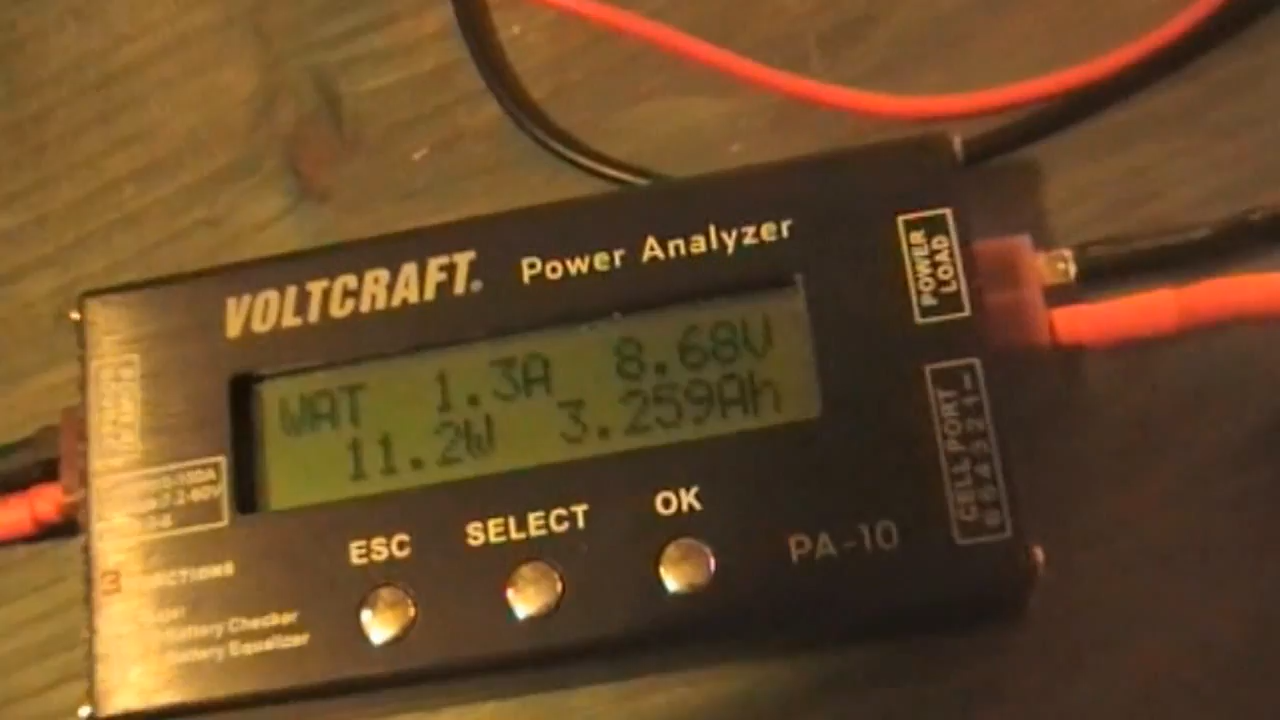 VOLTCRAFT. Power Analyzer
WAT 1.3A 8.68V
11.2W 3.259Ah
ESC SELECT OK
PA-10
POWER
LOAD
CELL PORT
Battery Checker
Battery Equalizer